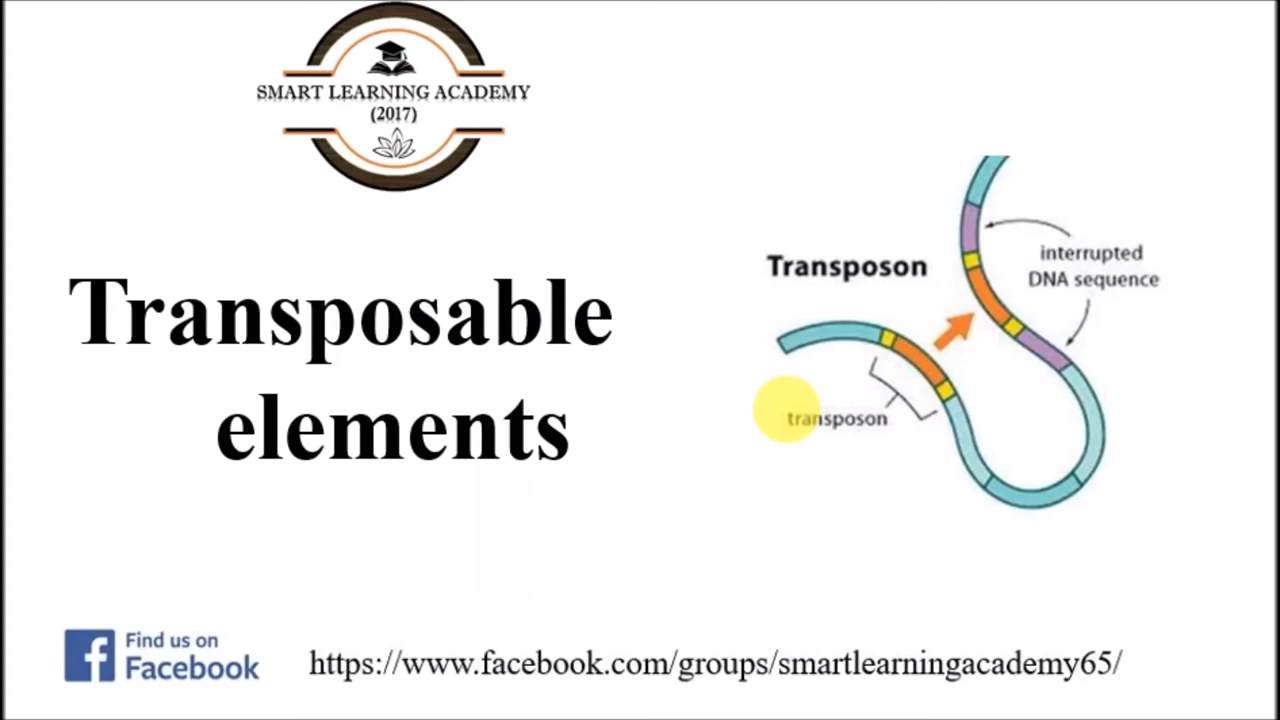 SMART LEARNING ACADEMY
(2017)
Transposable
elements
Transposon
interrupted
DNA sequence
transposon
Find us on
Facebook
https://www.facebook.com/groups/smartlearningacademy65/